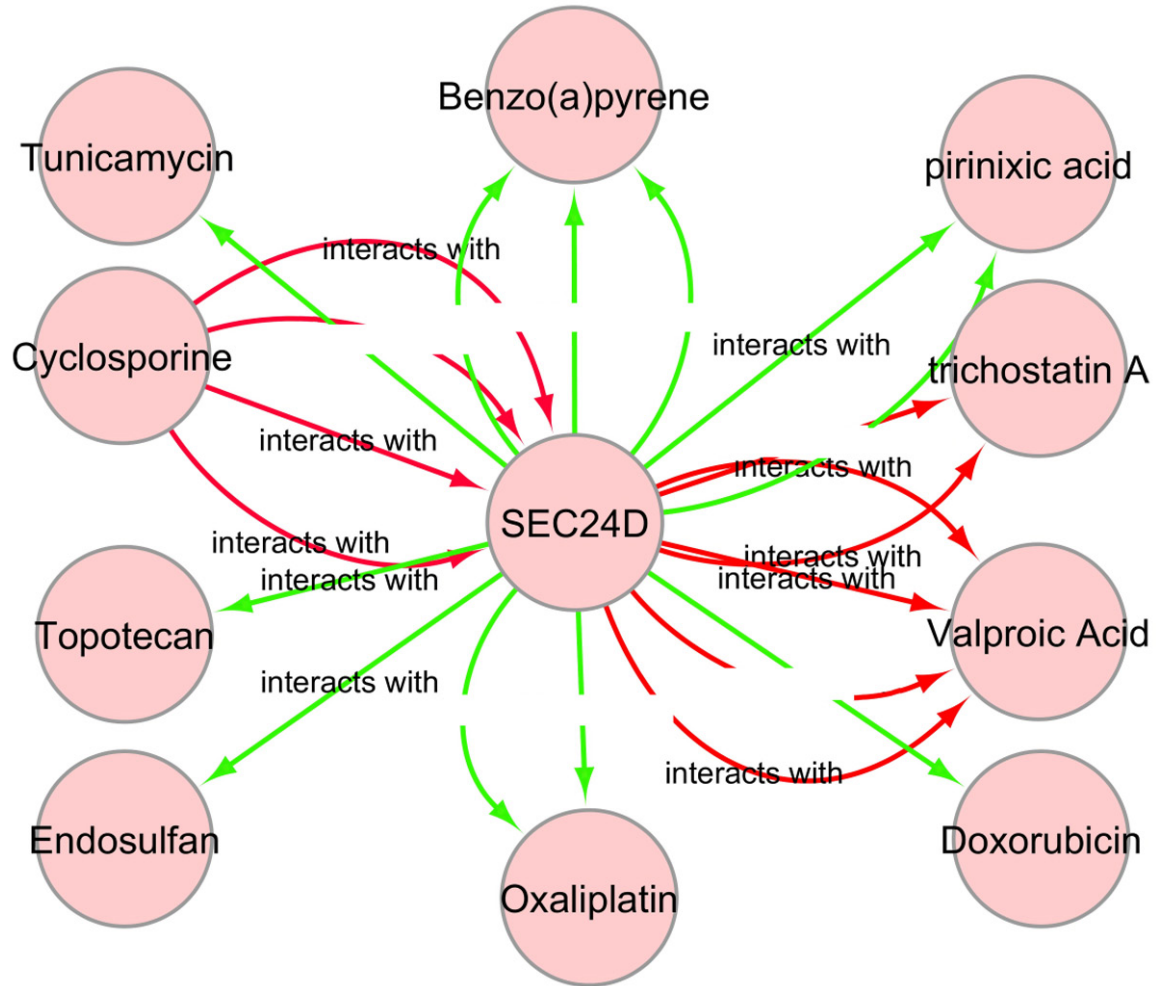 Benzo(a)pyrene
Tunicamycin
pirinixic acid
interacts with
interacts with
Cyclosporine
trichostatin A
interacts with
interacts with
SEC24D
interacts with
interacts with
interacts with
interacts with
Topotecan
Valproic Acid
interacts with
interacts with
Endosulfan
Doxorubicin
Oxaliplatin